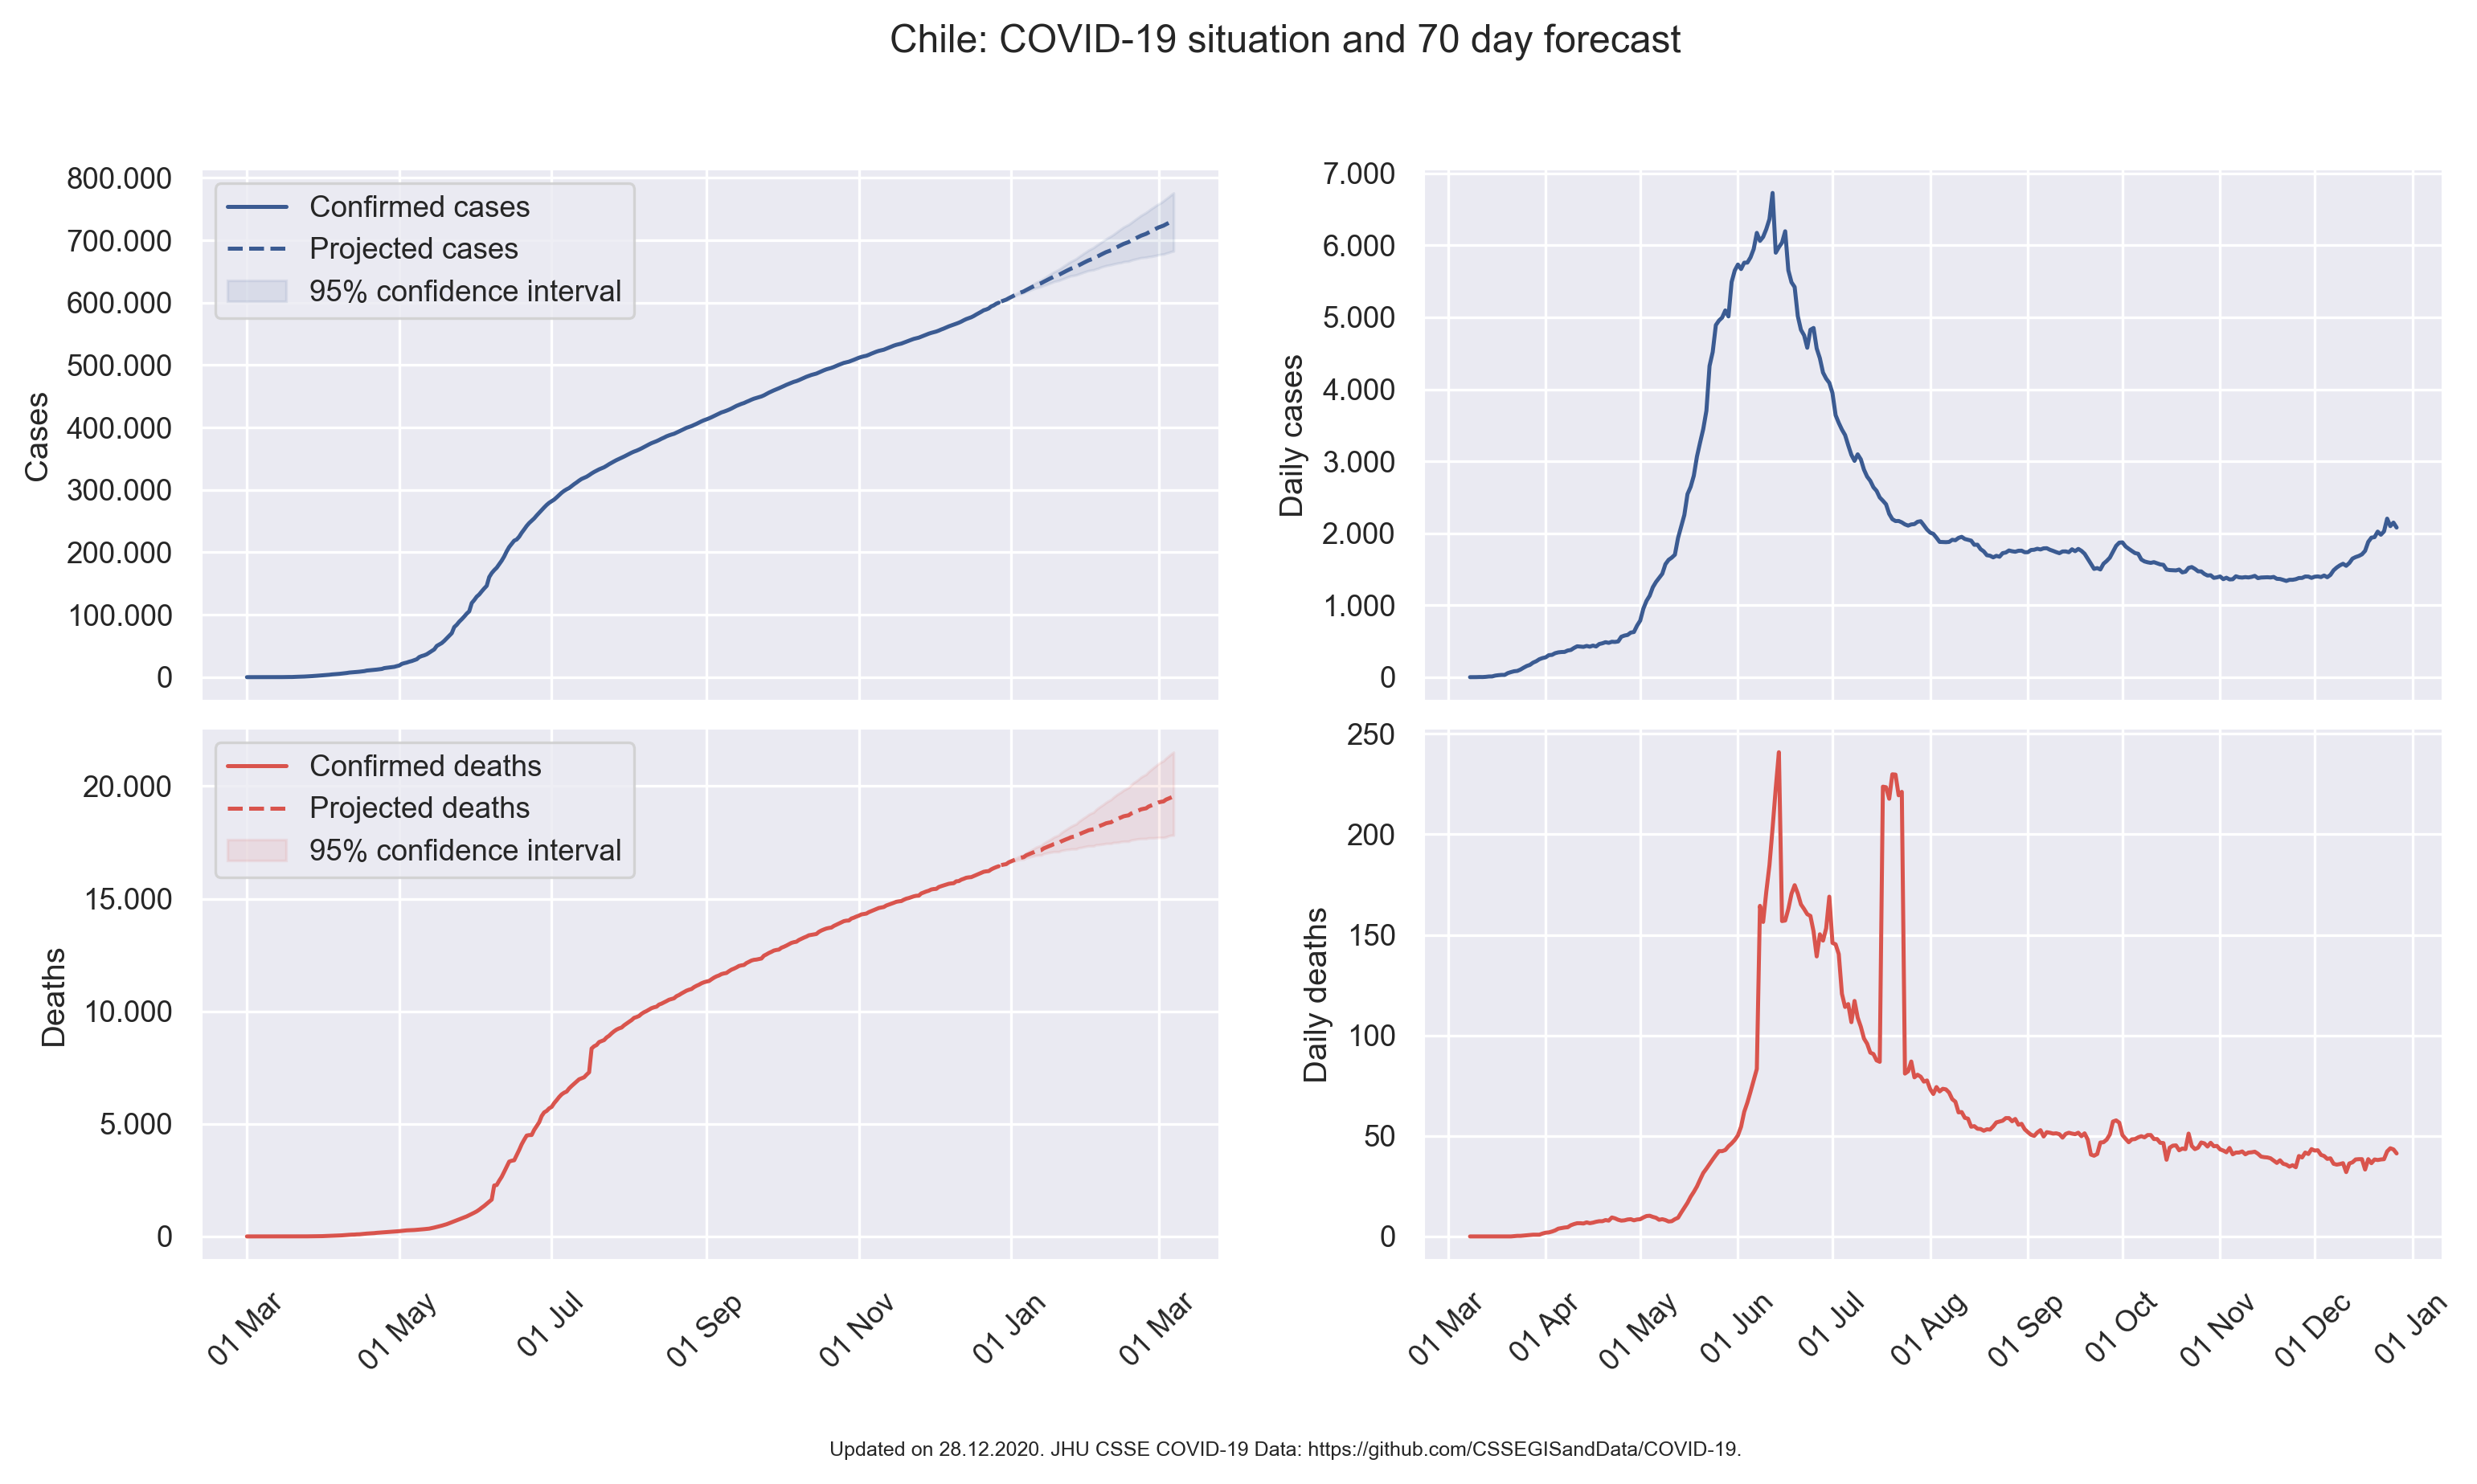 Chile: COVID-19 situation and 70 day forecast
800.000
700.000
600.000
500.000
400.000
300.000
200.000
100.000
0
Cases
Confirmed cases
Projected cases
95% confidence interval
7.000
6.000
5.000
4.000
3.000
2.000
1.000
0
Daily cases
20.000
15.000
10.000
5.000
0
Deaths
Confirmed deaths
Projected deaths
95% confidence interval
01 Mar
01 May
01 Jul
01 Sep
01 Nov
01 Jan
01 Mar
250
200
150
100
50
0
Daily deaths
01 Mar
01 Apr
01 May
01 Jun
01 Jul
01 Aug
01 Sep
01 Oct
01 Nov
01 Dec
01 Jan
Updated on 28.12.2020. JHU CSSE COVID-19 Data: https://github.com/CSSEGISandData/COVID-19.